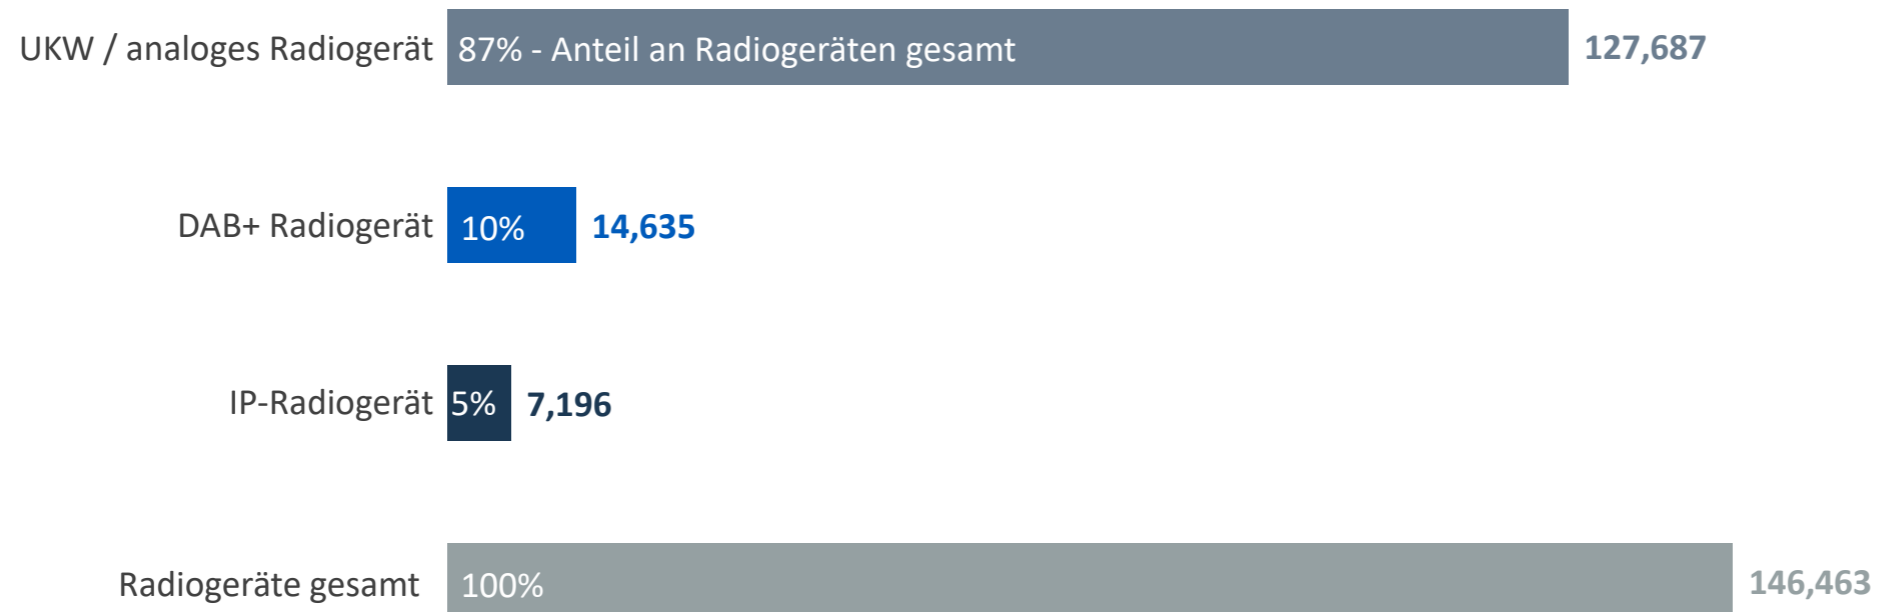 UKW / analoges Radiogerät 87% - Anteil an Radiogeräten gesamt 127,687
DAB+ Radiogerät 10% 14,635
IP-Radiogerät 5% 7,196
Radiogeräte gesamt 100% 146,463